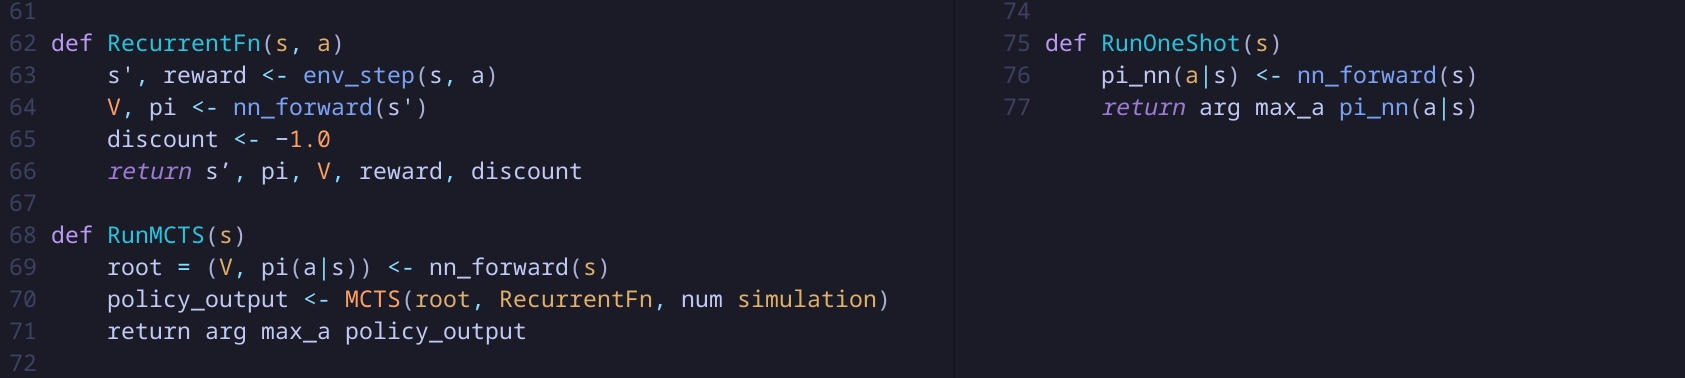 61
62 def RecurrentFn(s, a)
63     s', reward <- env_step(s, a)
64     V, pi <- nn_forward(s')
65     discount <- −1.0
66     return s’, pi, V, reward, discount
67
68 def RunMCTS(s)
69     root = (V, pi(a|s)) <- nn_forward(s)
70     policy_output <- MCTS(root, RecurrentFn, num simulation)
71     return arg max_a policy_output
72
74
75 def RunOneShot(s)
76     pi_nn(a|s) <- nn_forward(s)
77     return arg max_a pi_nn(a|s)